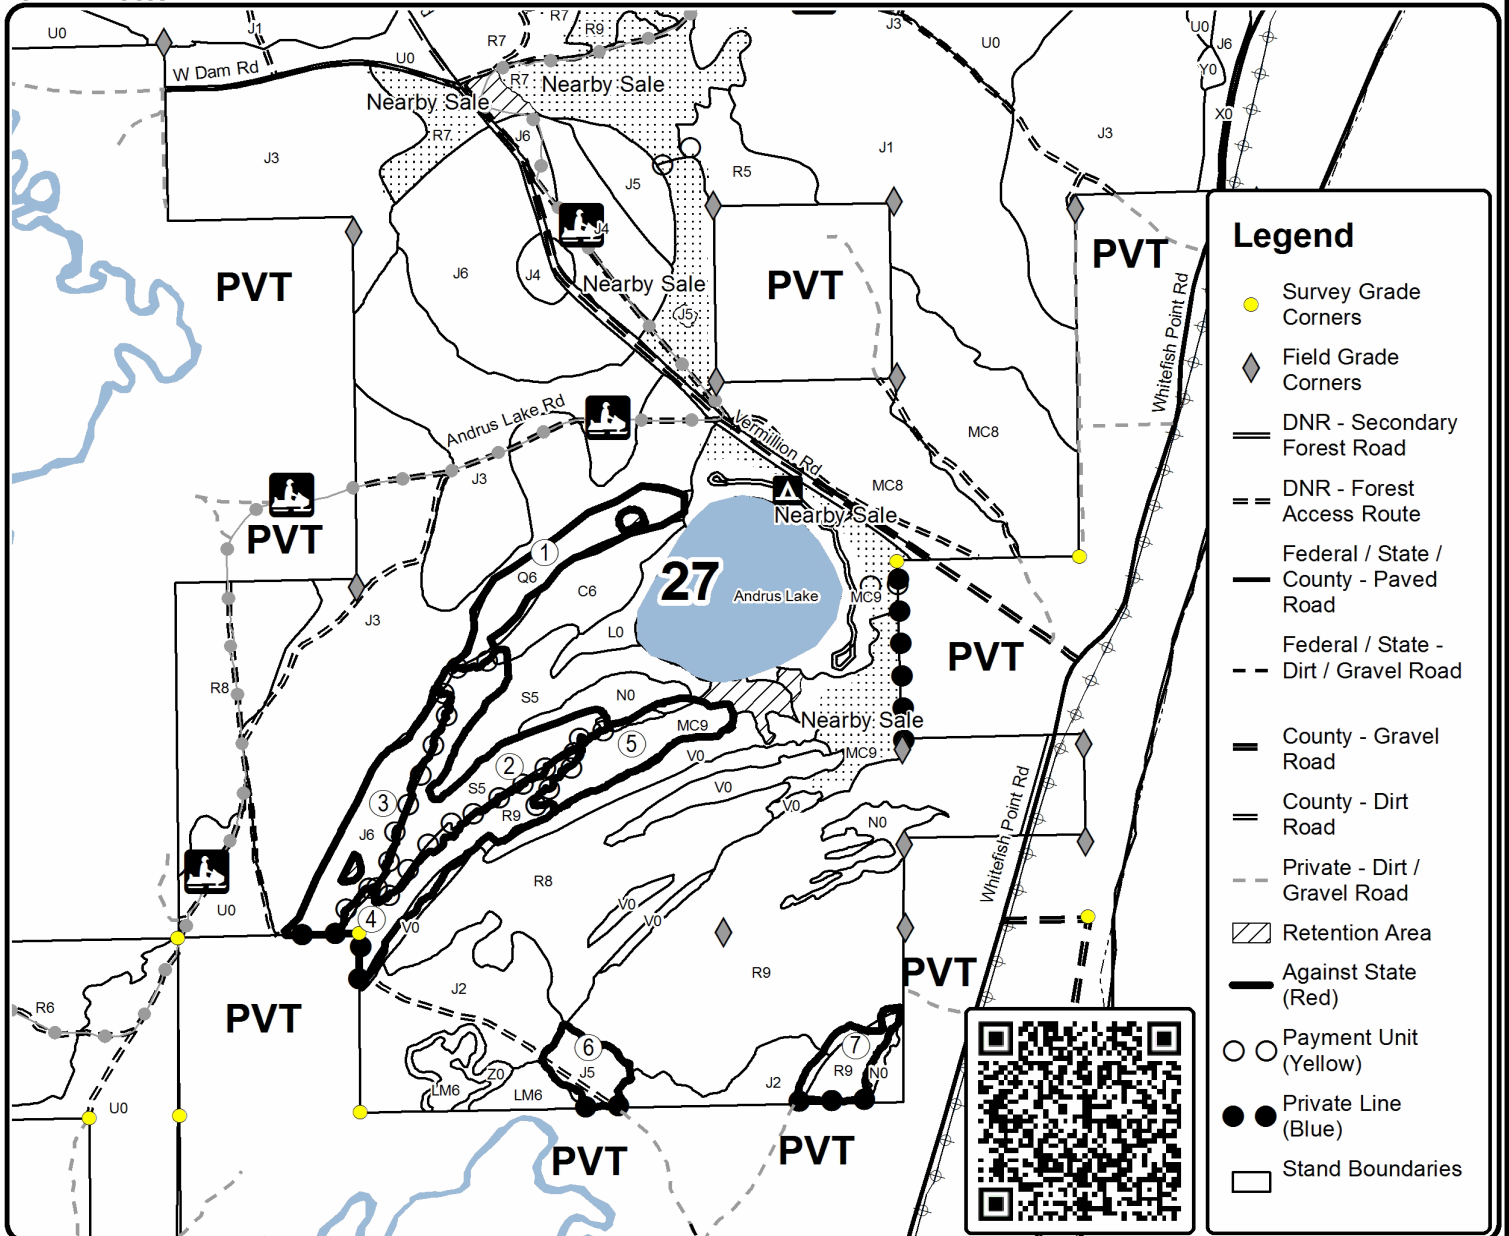 U0
J1
R7
R9
J3
U0
U0
J6
Y0
W Dam Rd
U0
R7
R7
Nearby Sale
Nearby Sale
X0
R7
J6
J3
J1
J3
J5
R5
J4
PVT
J6
J4
Nearby Sale
PVT
PVT
J5
Whitefish Point Rd
Andrus Lake Rd
Vermillion Rd
MC8
J3
MC8
PVT
Nearby Sale
1
Q6
C6
27
Andrus Lake
MC9
J3
L0
PVT
R8
S5
N0
MC9
Nearby Sale
5
V0
MC9
2
S5
V0
3
R9
V0
N0
J6
Whitefish Point Rd
R8
U0
4
V0
V0
V0
R9
PVT
J2
R6
PVT
6
J5
7
R9
N0
Z0
J2
LM6
LM6
U0
PVT
PVT
Legend
Survey Grade
Corners
Field Grade
Corners
DNR - Secondary
Forest Road
DNR - Forest
Access Route
Federal / State /
County - Paved
Road
Federal / State -
Dirt / Gravel Road
County - Gravel
Road
County - Dirt
Road
Private - Dirt /
Gravel Road
Retention Area
Against State
(Red)
Payment Unit
(Yellow)
Private Line
(Blue)
Stand Boundaries